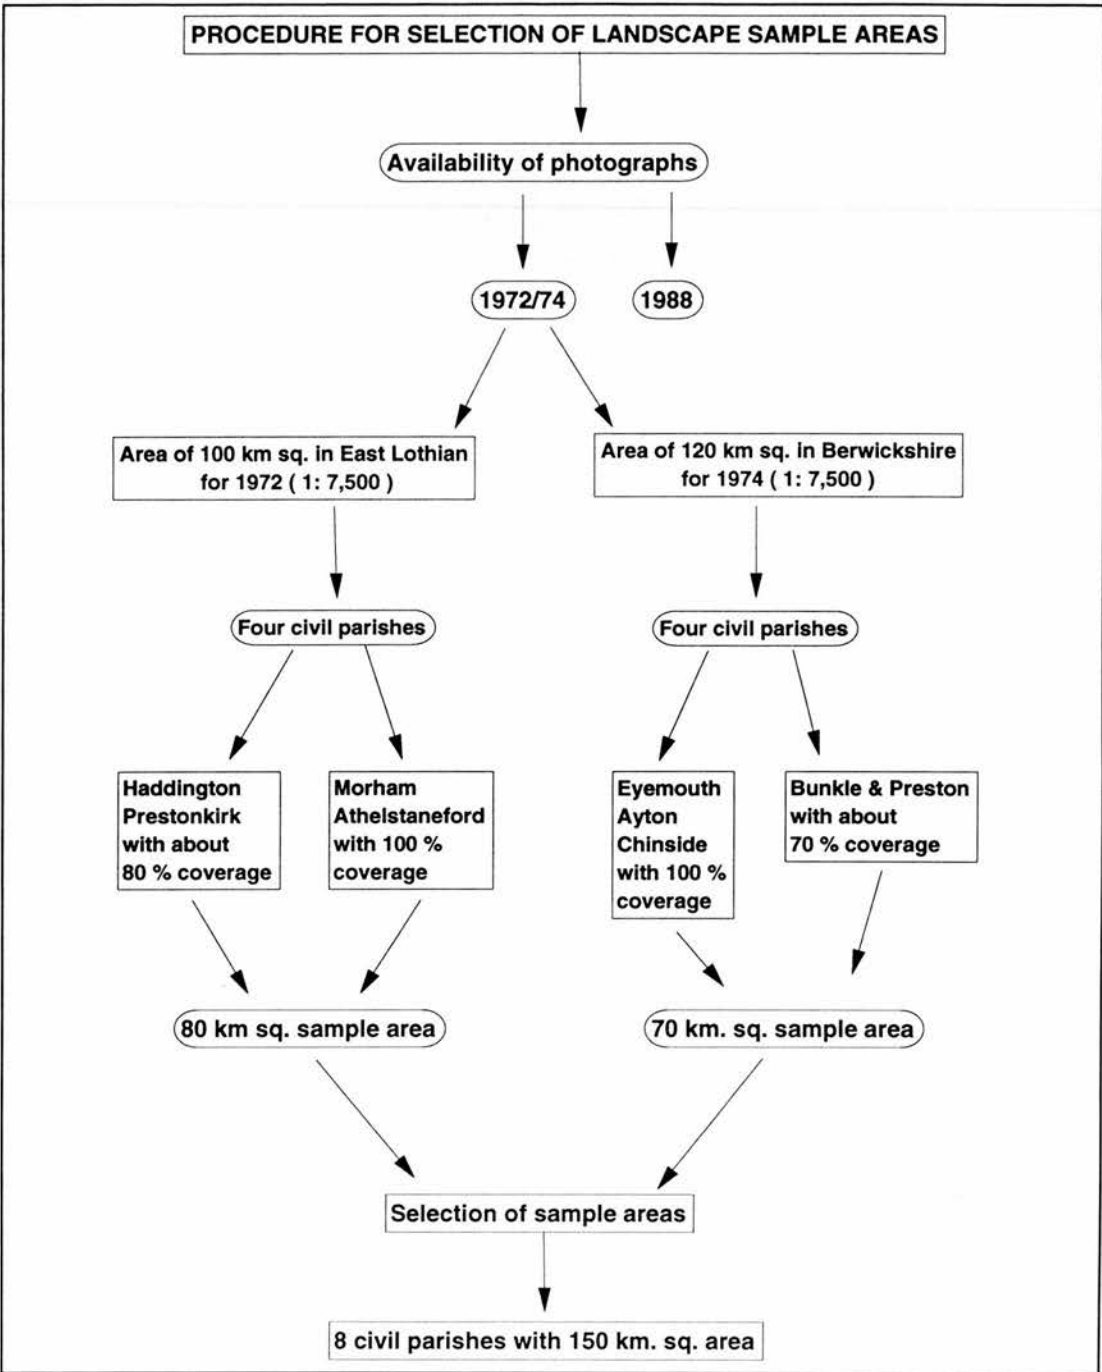 PROCEDURE FOR SELECTION OF LANDSCAPE SAMPLE AREAS
Availability of photographs
1972/74
1988
Area of 100 km sq. in East Lothian
for 1972 ( 1: 7,500 )
Area of 120 km sq. in Berwickshire
for 1974 ( 1: 7,500 )
Four civil parishes
Four civil parishes
Haddington
Prestonkirk
with about
80 % coverage
Morham
Athelstaneford
with 100 %
coverage
Eyemouth
Ayton
Chinside
with 100 %
coverage
Bunkle & Preston
with about
70 % coverage
80 km sq. sample area
70 km. sq. sample area
Selection of sample areas
8 civil parishes with 150 km. sq. area